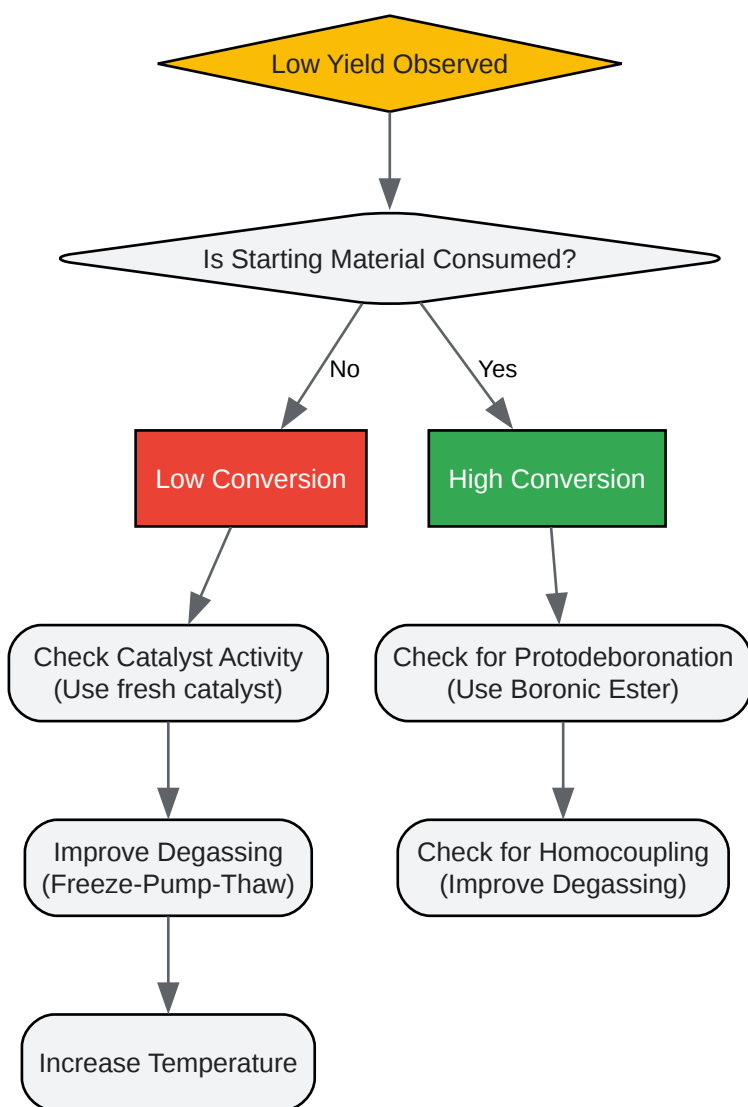 Low Yield Observed
Is Starting Material Consumed?
No
Yes
Low Conversion
High Conversion
Check Catalyst Activity
(Use fresh catalyst)
Check for Protodeboronation
(Use Boronic Ester)
Improve Degassing
(Freeze-Pump-Thaw)
Check for Homocoupling
(Improve Degassing)
Increase Temperature